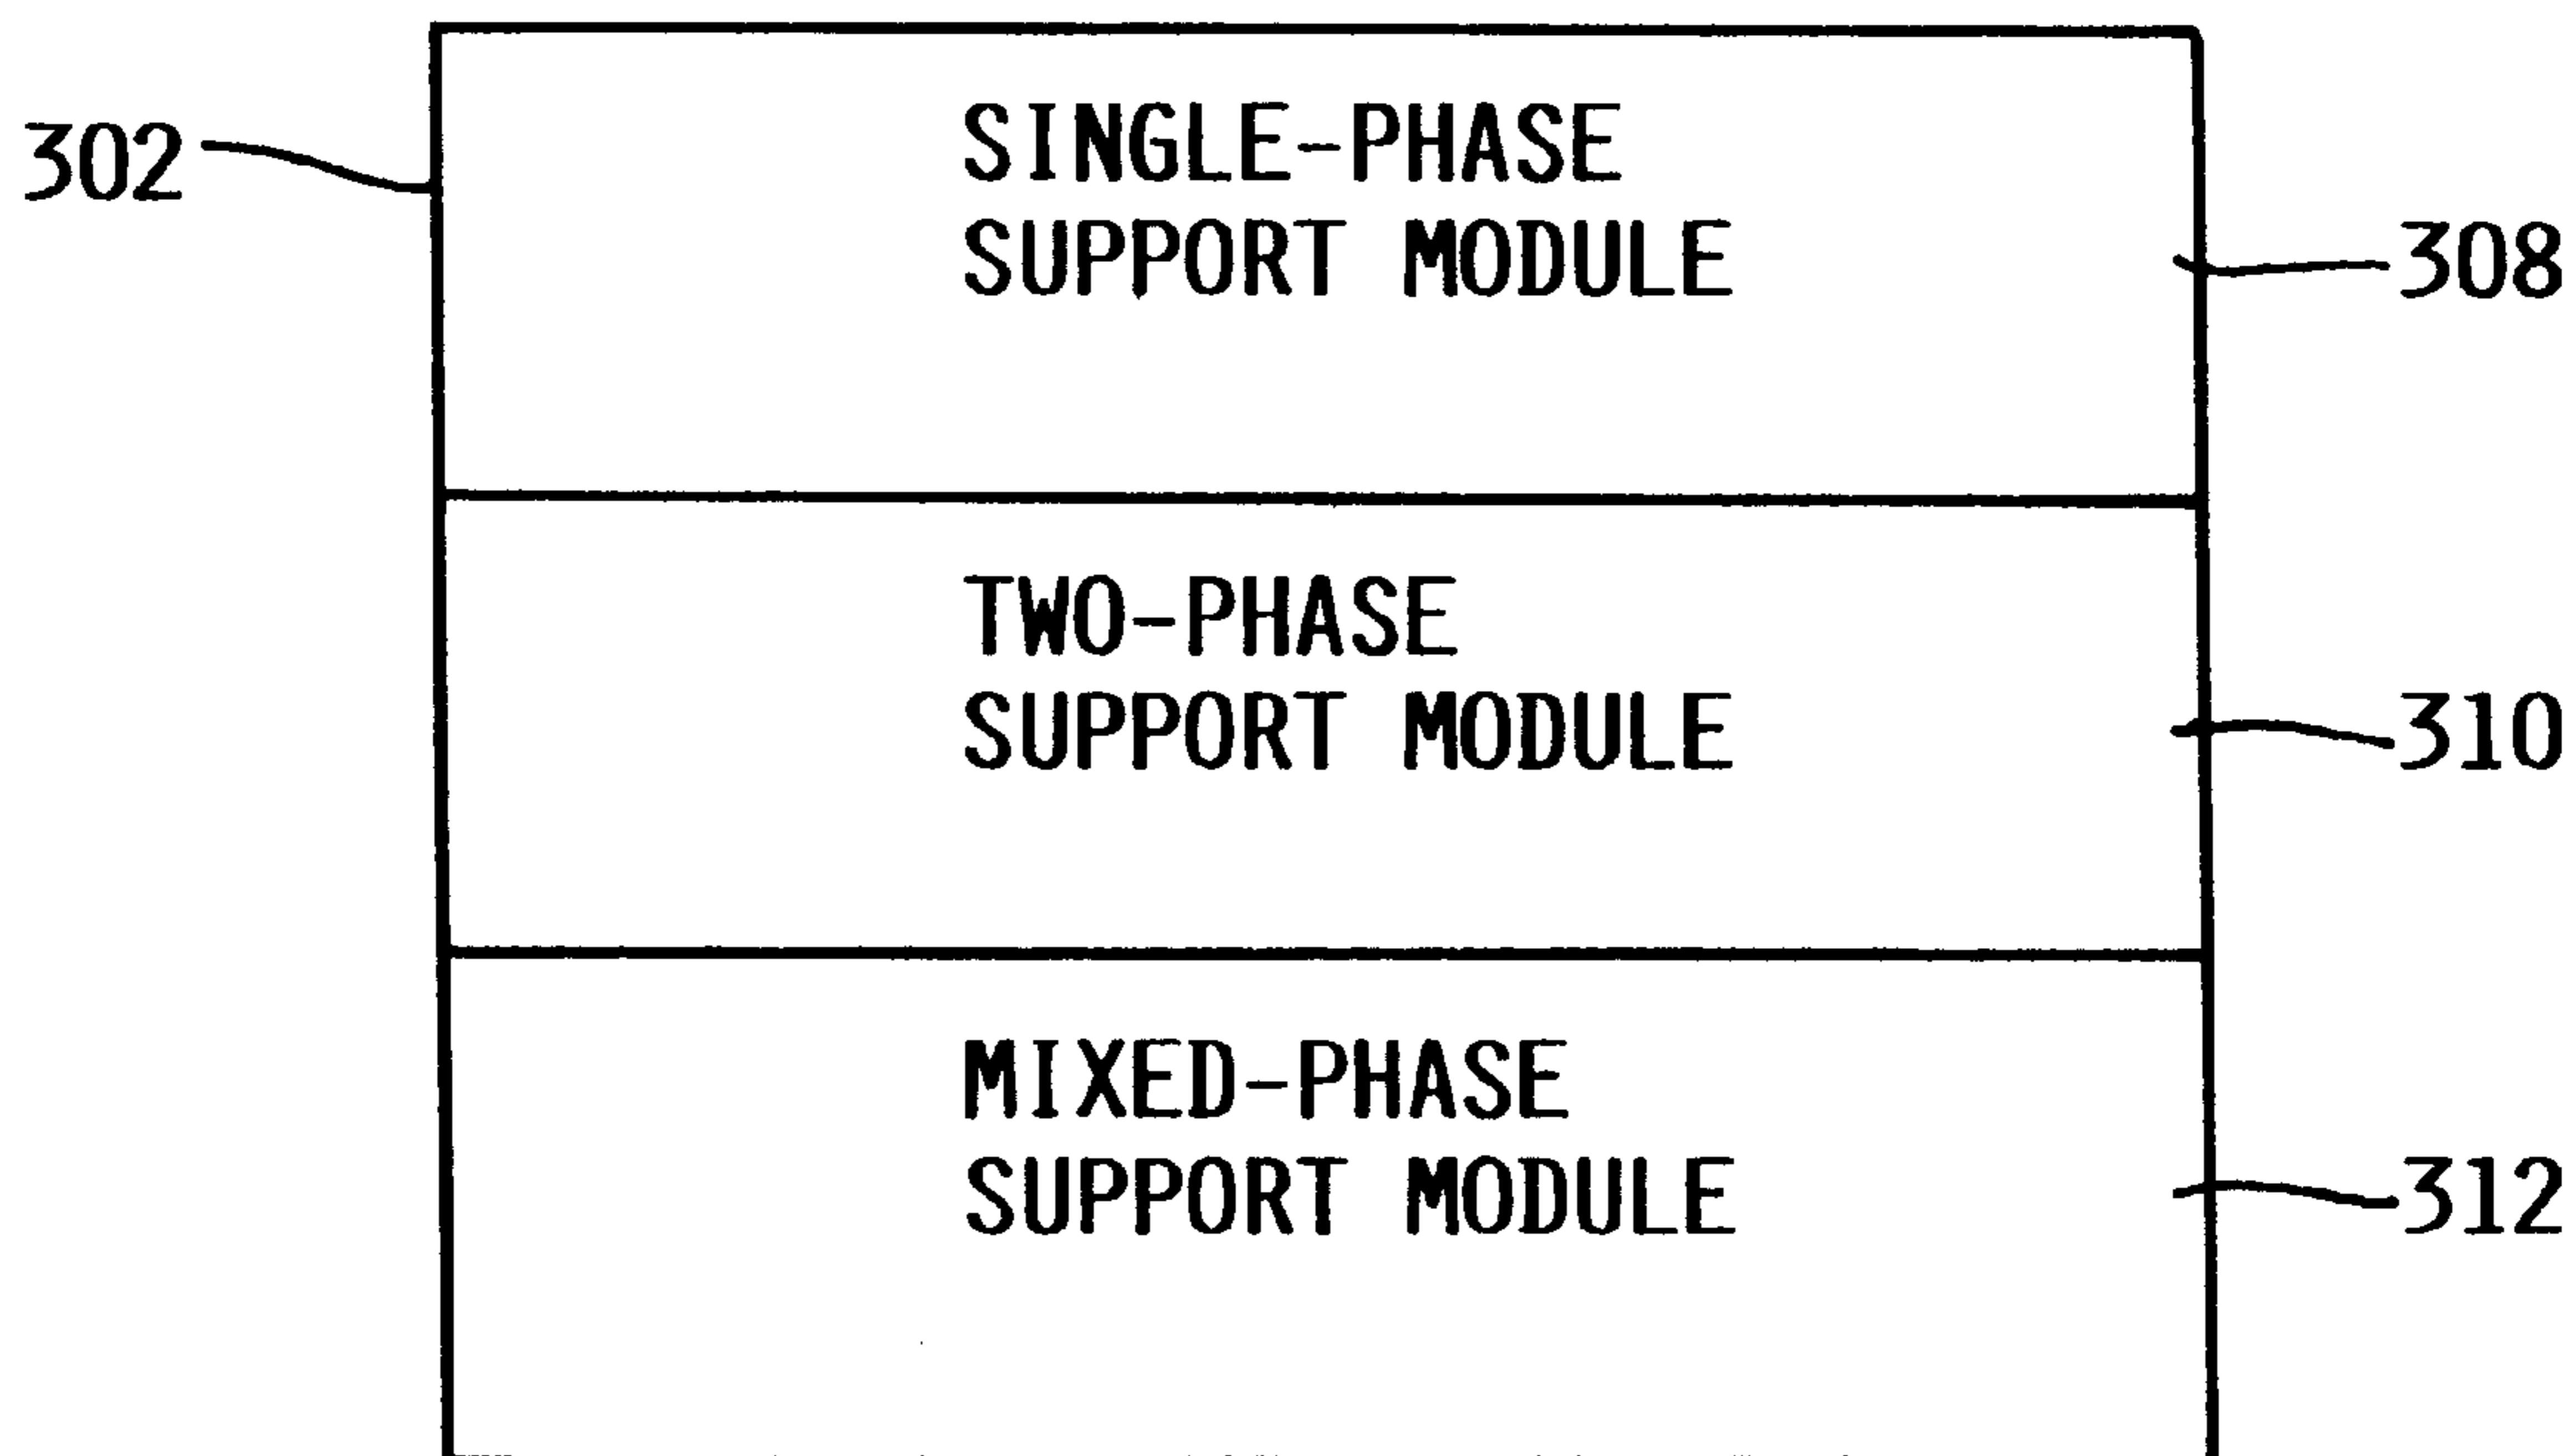 302
SINGLE-PHASE
SUPPORT MODULE
308
TWO-PHASE
SUPPORT MODULE
310
MIXED-PHASE
SUPPORT MODULE
312